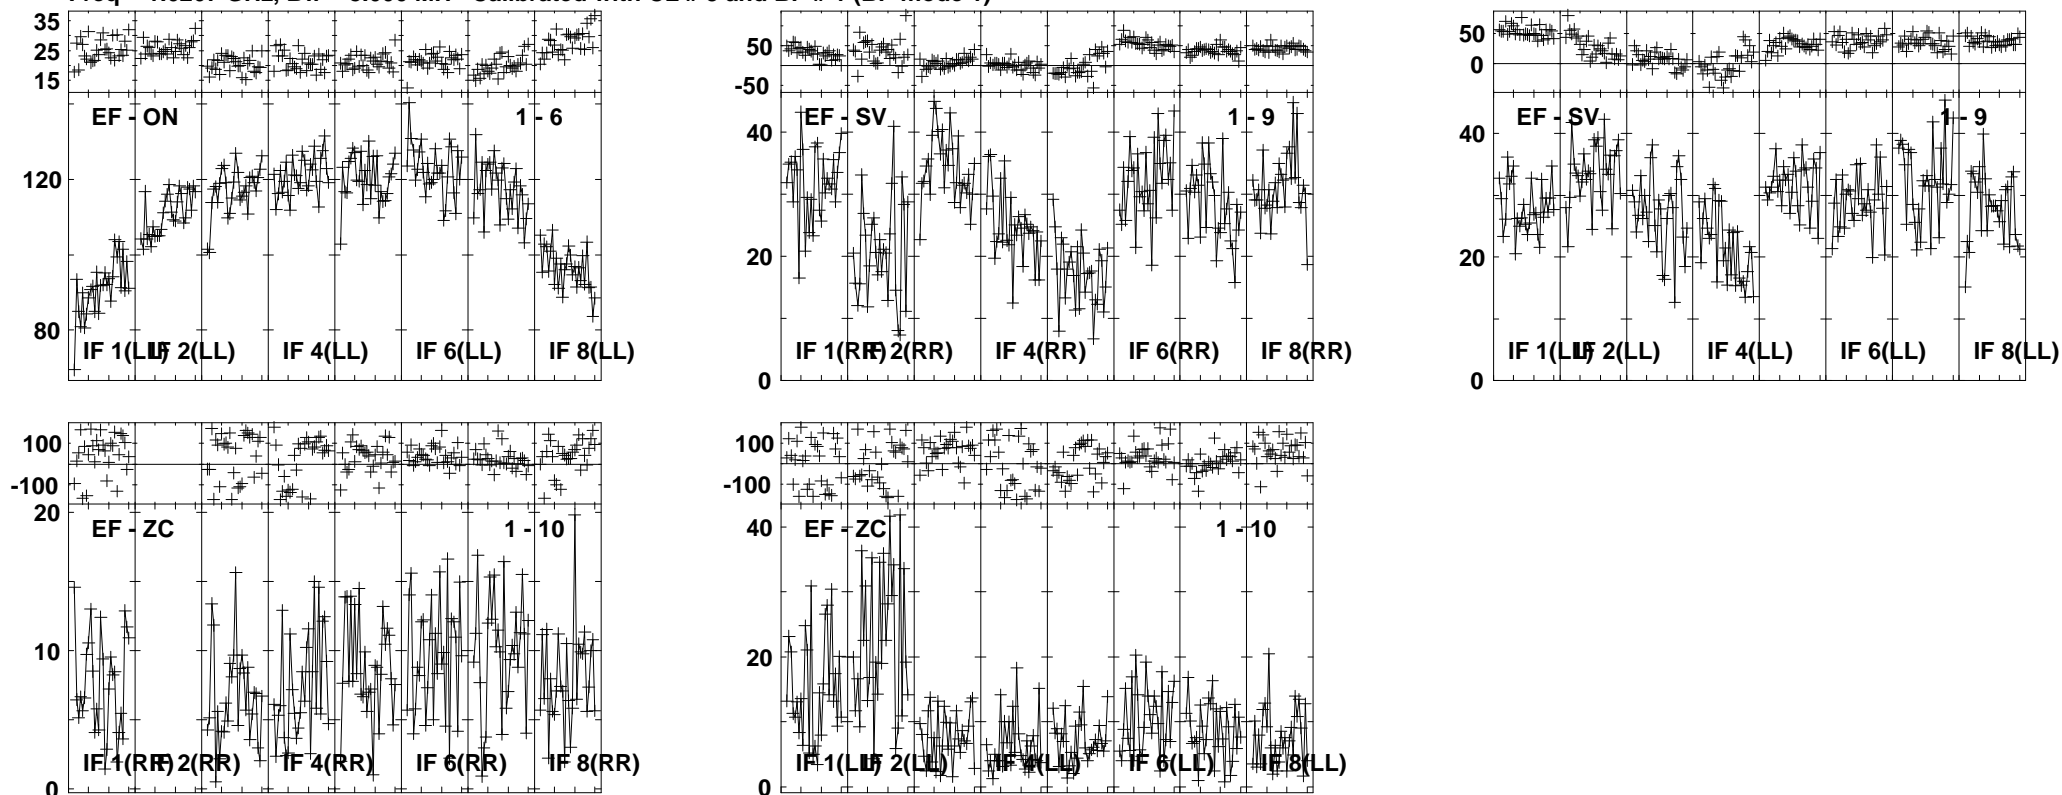 35
25
15
EF - ON 1 - 6
120
80
IF 1(LL) IF 2(LL) IF 4(LL) IF 6(LL) IF 8(LL)
50
-50
EF - SV 1 - 9
40
20
0
IF 1(RR) IF 2(RR) IF 4(RR) IF 6(RR) IF 8(RR)
50
0
EF - SV 1 - 9
40
20
0
IF 1(LL) IF 2(LL) IF 4(LL) IF 6(LL) IF 8(LL)
100
-100
20
EF - ZC 1 - 10
10
0
IF 1(RR) IF 2(RR) IF 4(RR) IF 6(RR) IF 8(RR)
100
-100
EF - ZC 1 - 10
40
20
0
IF 1(LL) IF 2(LL) IF 4(LL) IF 6(LL) IF 8(LL)